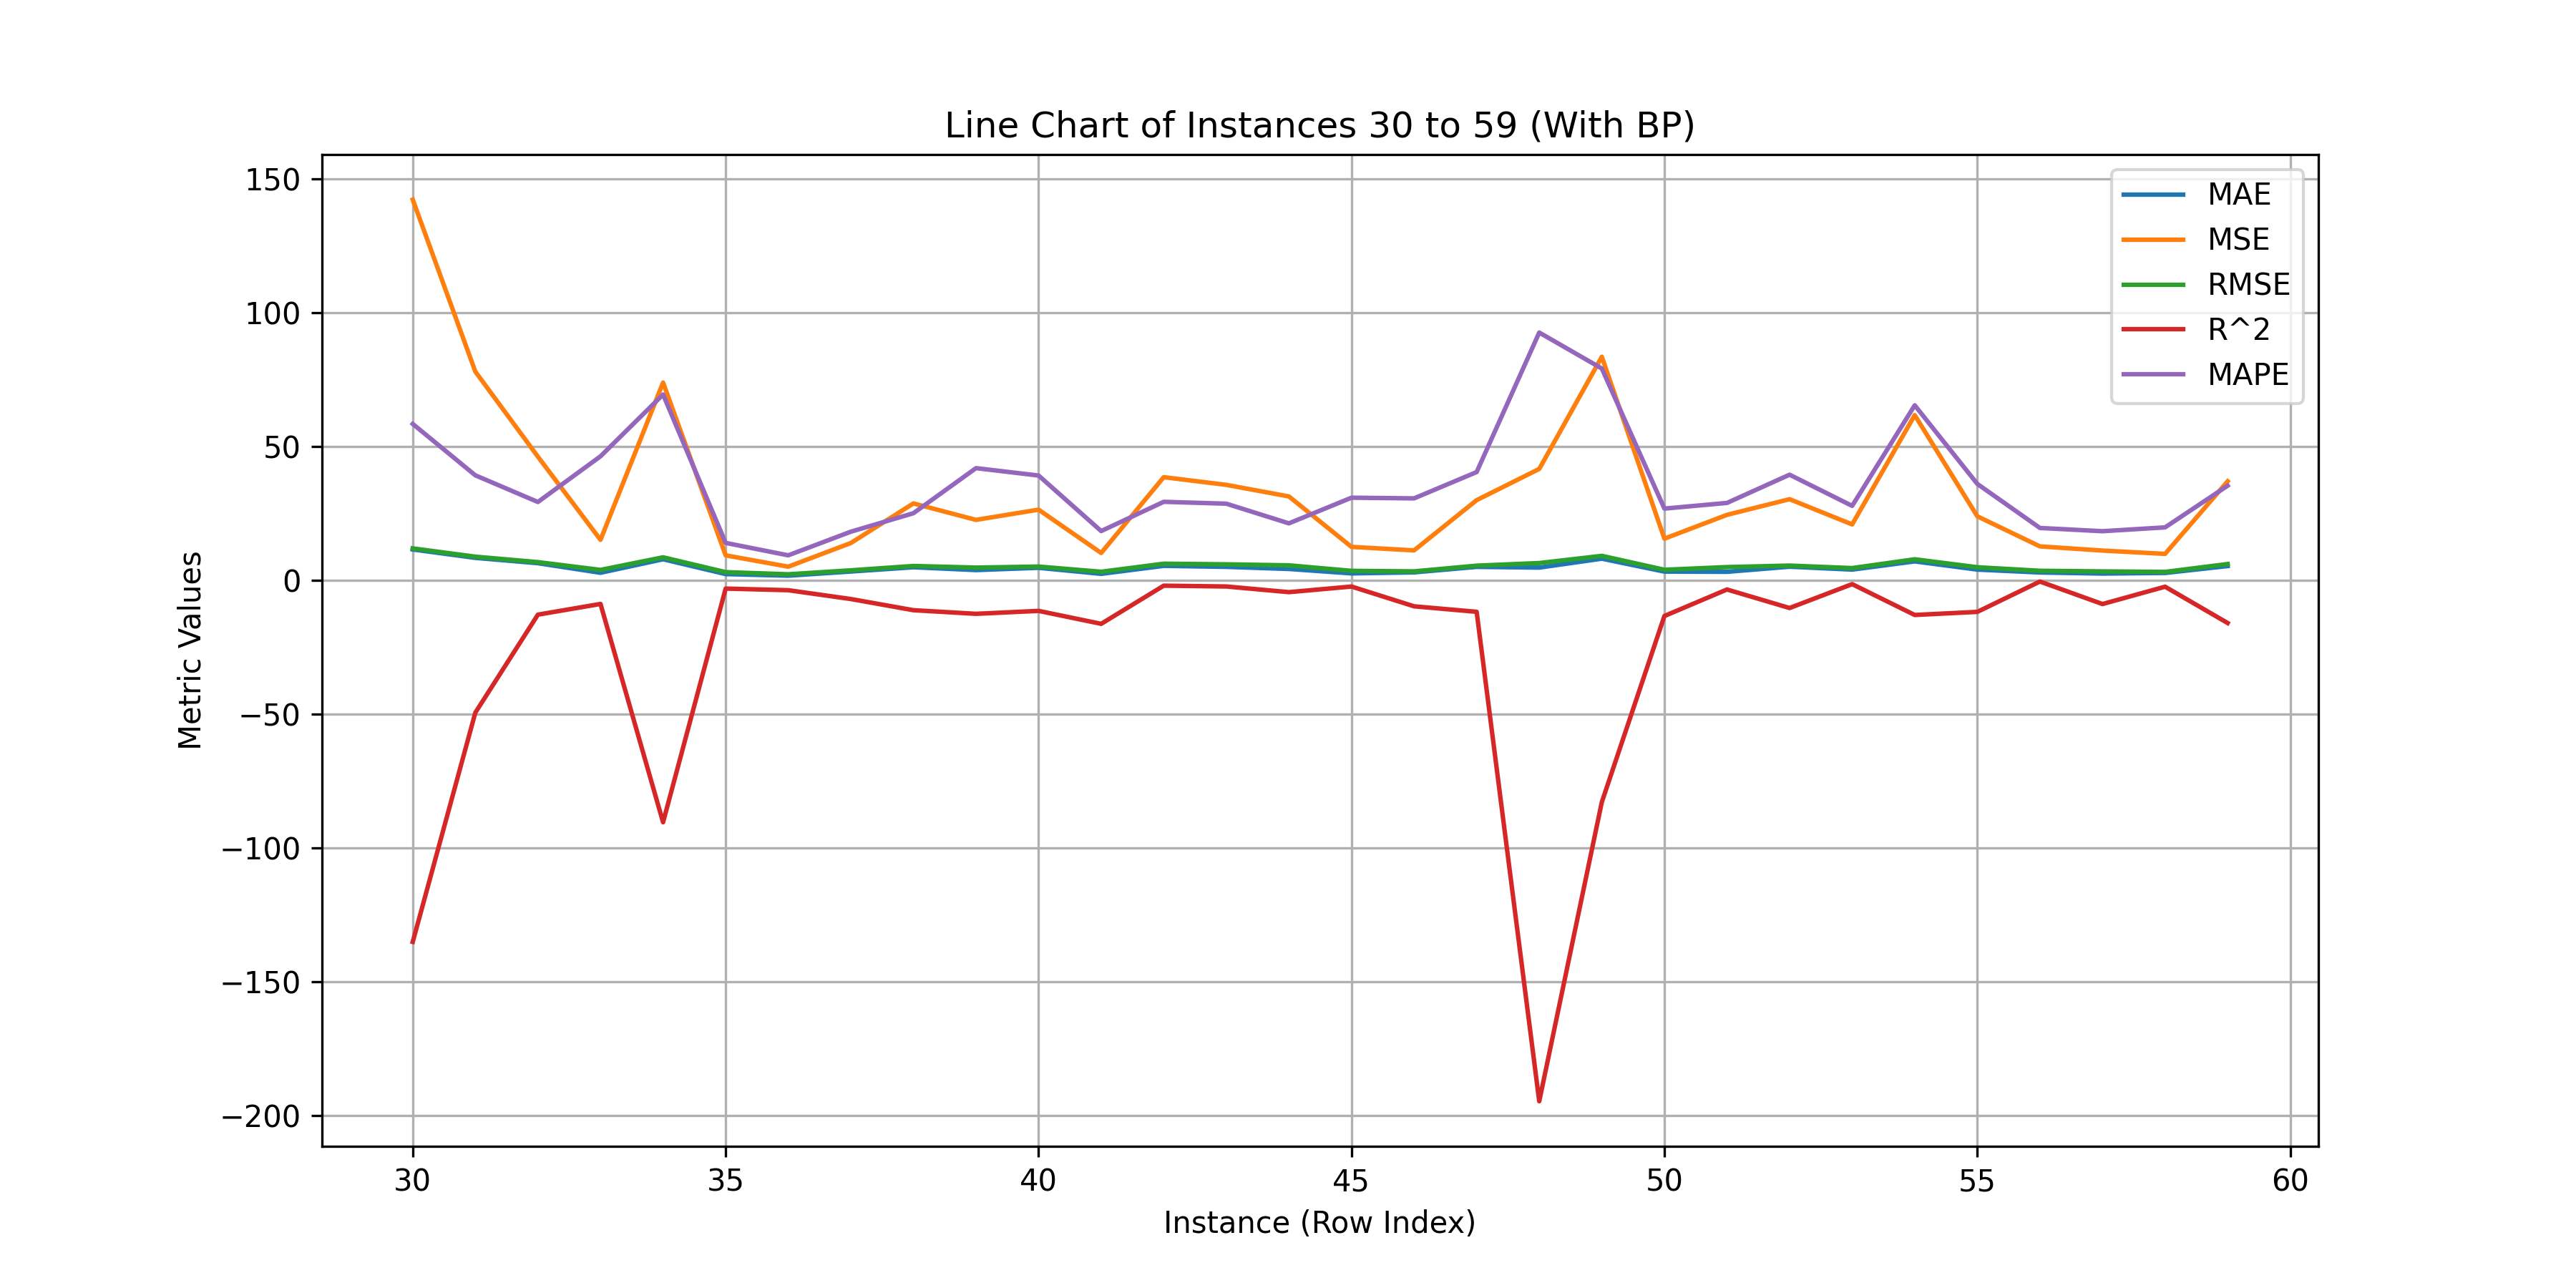 Line Chart of Instances 30 to 59 (With BP)
MAE
MSE
RMSE
R^2
MAPE
Metric Values
150
100
50
0
−50
−100
−150
−200
30 35 40 45 50 55 60
Instance (Row Index)